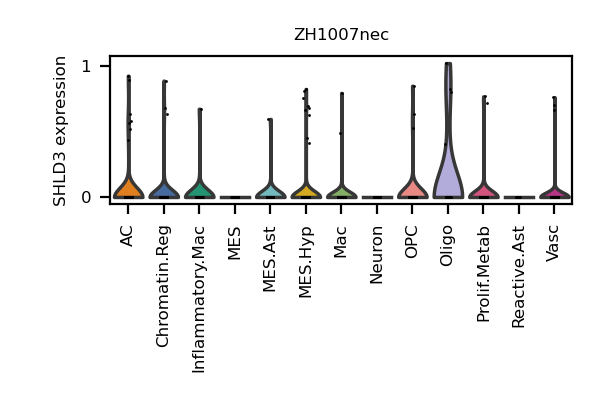 ZH1007nec
SHLD3 expression
1
0
AC
Chromatin.Reg
Inflammatory.Mac
MES
MES.Ast
MES.Hyp
Mac
Neuron
OPC
Oligo
Prolif.Metab
Reactive.Ast
Vasc